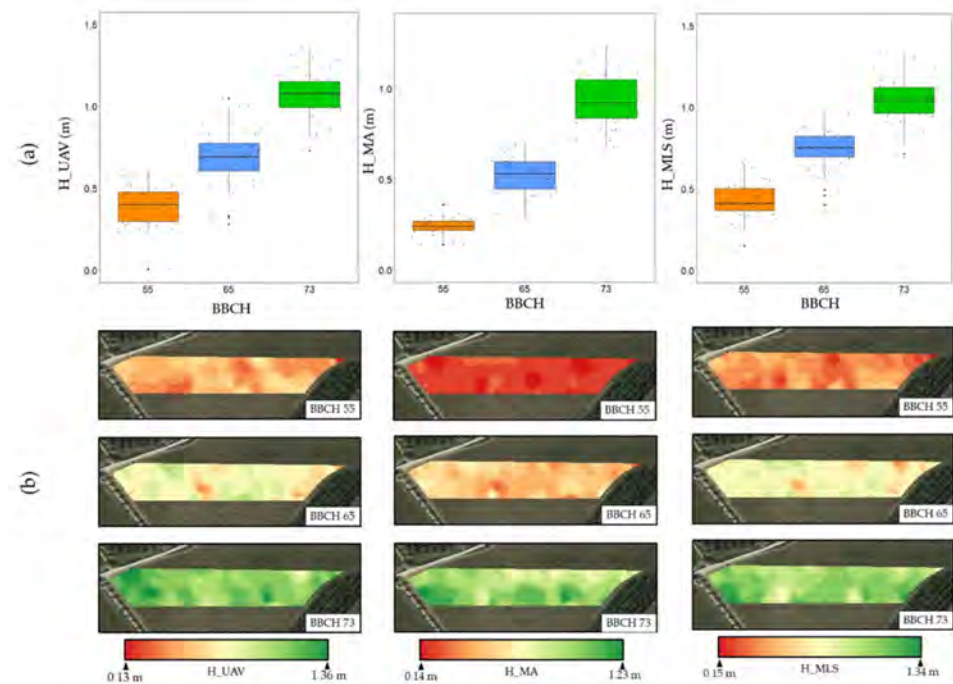 (a)
H_UAV (m)
1.5
1.0
0.5
0.0
55
65
73
BBCH
H_MA (m)
1.0
0.5
0.0
55
65
73
BBCH
H_MLS (m)
1.5
1.0
0.5
0.0
55
65
73
BBCH
(b)
BBCH 55
BBCH 55
BBCH 55
BBCH 65
BBCH 65
BBCH 65
BBCH 73
BBCH 73
BBCH 73
0.13 m
H_UAV
1.36 m
0.14 m
H_MA
1.23 m
0.15 m
H_MLS
1.34 m